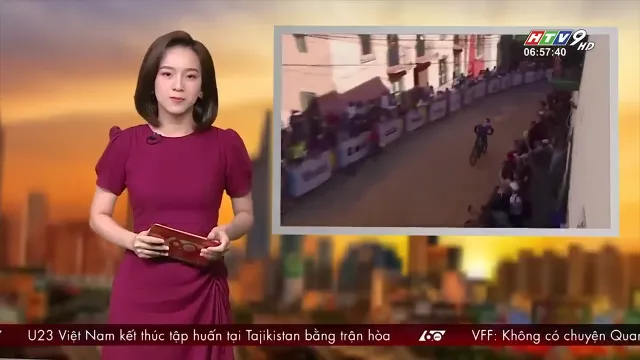 HTV9 HD
06:57:40
U23 Việt Nam kết thúc tập huấn tại Tajikistan bằng trận hòa
VFF: Không có chuyện Qua